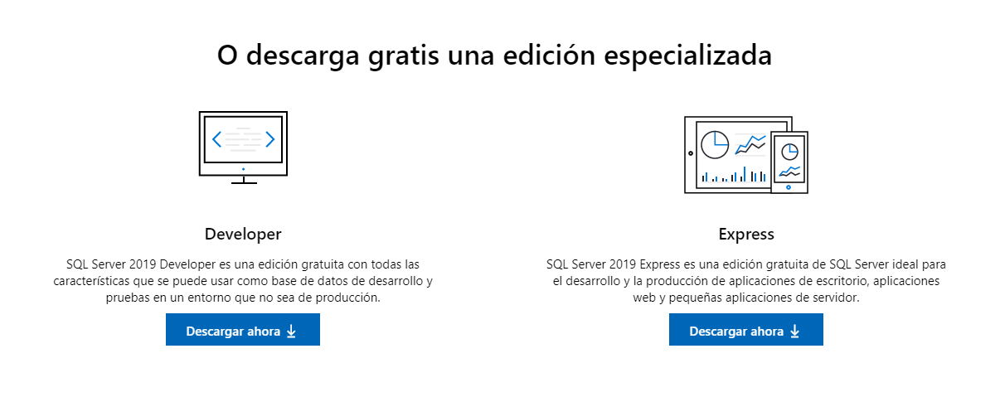 O descarga gratis una edición especializada
Developer
SQL Server 2019 Developer es una edición gratuita con todas las
características que se puede usar como base de datos de desarrollo y
pruebas en un entorno que no sea de producción.
Descargar ahora
Express
SQL Server 2019 Express es una edición gratuita de SQL Server ideal para
el desarrollo y la producción de aplicaciones de escritorio, aplicaciones
web y pequeñas aplicaciones de servidor.
Descargar ahora